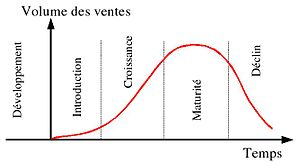 Volume des ventes
Développement
Introduction
Croissance
Maturité
Déclin
Temps